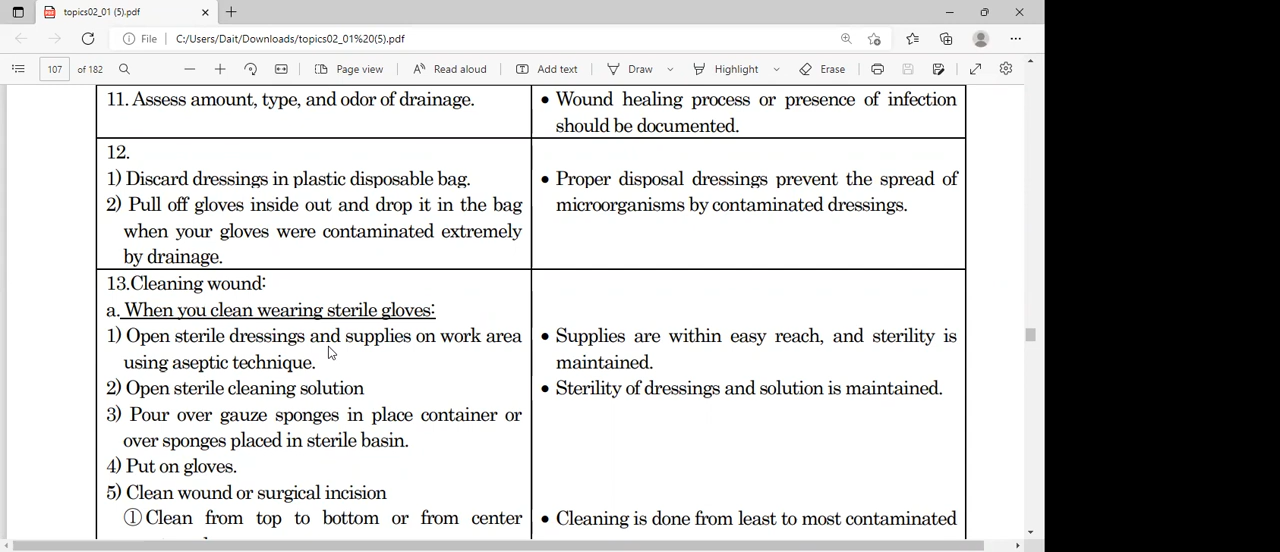 topics02_01 (5).pdf
File
C:/Users/Dait/Downloads/topics02_01%20(5).pdf
107 of 182
Page view
Read aloud
Add text
Draw
Highlight
Erase
11. Assess amount, type, and odor of drainage.
• Wound healing process or presence of infection
should be documented.
12.
1) Discard dressings in plastic disposable bag.
2) Pull off gloves inside out and drop it in the bag
when your gloves were contaminated extremely
by drainage.
• Proper disposal dressings prevent the spread of
microorganisms by contaminated dressings.
13.Cleaning wound:
a. When you clean wearing sterile gloves:
1) Open sterile dressings and supplies on work area
using aseptic technique.
2) Open sterile cleaning solution
3) Pour over gauze sponges in place container or
over sponges placed in sterile basin.
4) Put on gloves.
5) Clean wound or surgical incision
① Clean from top to bottom or from center
• Supplies are within easy reach, and sterility is
maintained.
• Sterility of dressings and solution is maintained.
• Cleaning is done from least to most contaminated